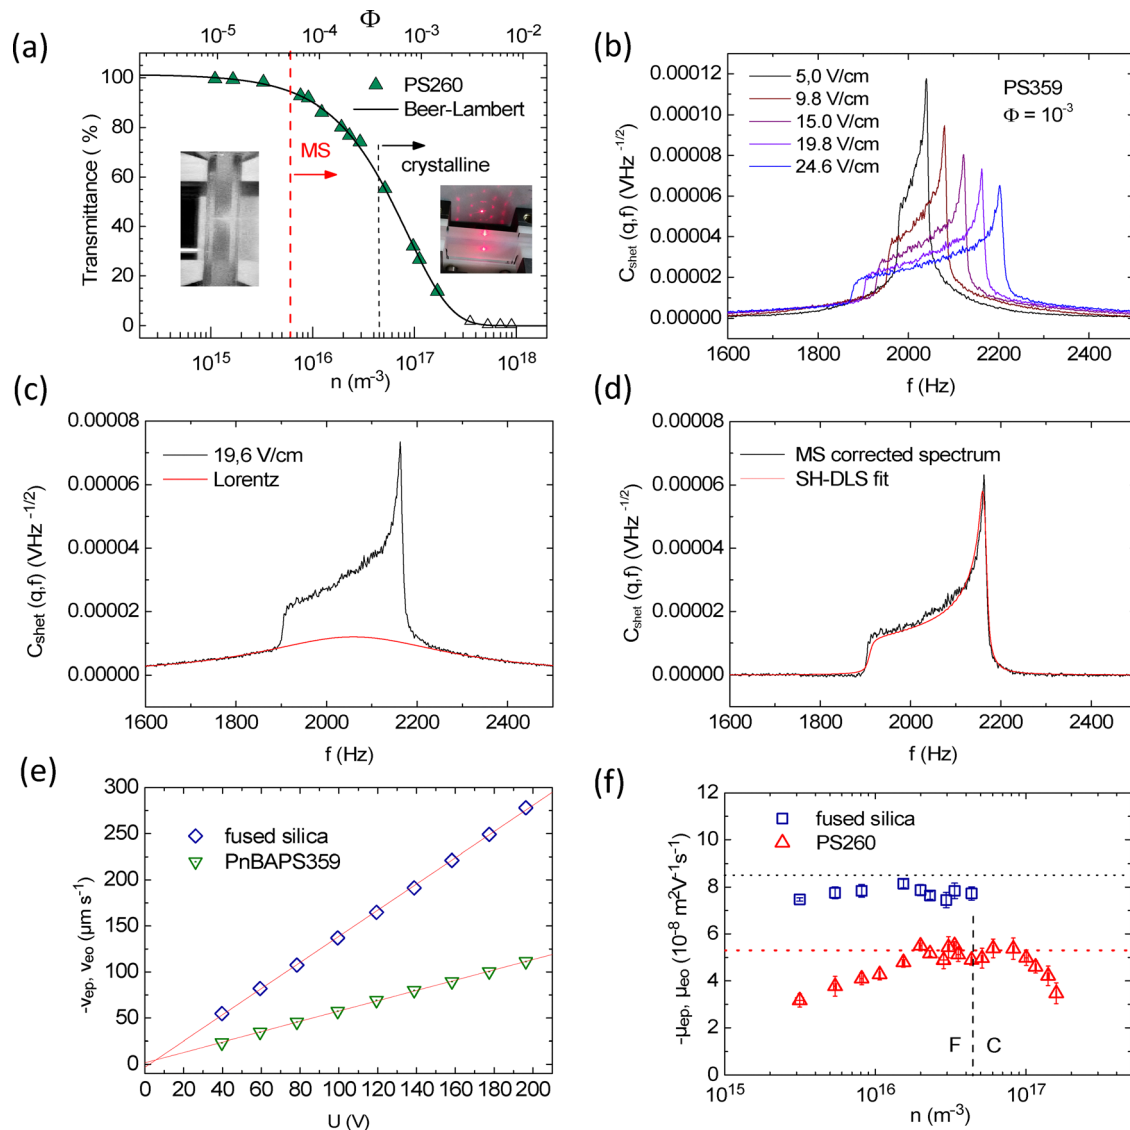 (a)
Φ
10⁻⁵ 10⁻⁴ 10⁻³ 10⁻²
PS260
Beer-Lambert
MS
crystalline
Transmittance ( %)
100
80
60
40
20
0
10¹⁵ 10¹⁶ 10¹⁷ 10¹⁸
n (m⁻³)
(b)
5,0 V/cm
9.8 V/cm
15.0 V/cm
19.8 V/cm
24.6 V/cm
PS359
Φ = 10⁻³
C_shet (q,f) (VHz ⁻¹/²)
0.00012
0.00010
0.00008
0.00006
0.00004
0.00002
0.00000
1600 1800 2000 2200 2400
f (Hz)
(c)
19,6 V/cm
Lorentz
C_shet (q,f) (VHz ⁻¹/²)
0.00008
0.00006
0.00004
0.00002
0.00000
1600 1800 2000 2200 2400
f (Hz)
(d)
MS corrected spectrum
SH-DLS fit
C_shet (q,f) (VHz ⁻¹/²)
0.00008
0.00006
0.00004
0.00002
0.00000
1600 1800 2000 2200 2400
f (Hz)
(e)
fused silica
PnBAPS359
-v_ep, v_eo (µm s⁻¹)
300
250
200
150
100
50
0
0 20 40 60 80 100 120 140 160 180 200
U (V)
(f)
fused silica
PS260
-µ_ep, µ_eo (10⁻⁸ m²V⁻¹s⁻¹)
12
10
8
6
4
2
0
F C
10¹⁵ 10¹⁶ 10¹⁷
n (m⁻³)